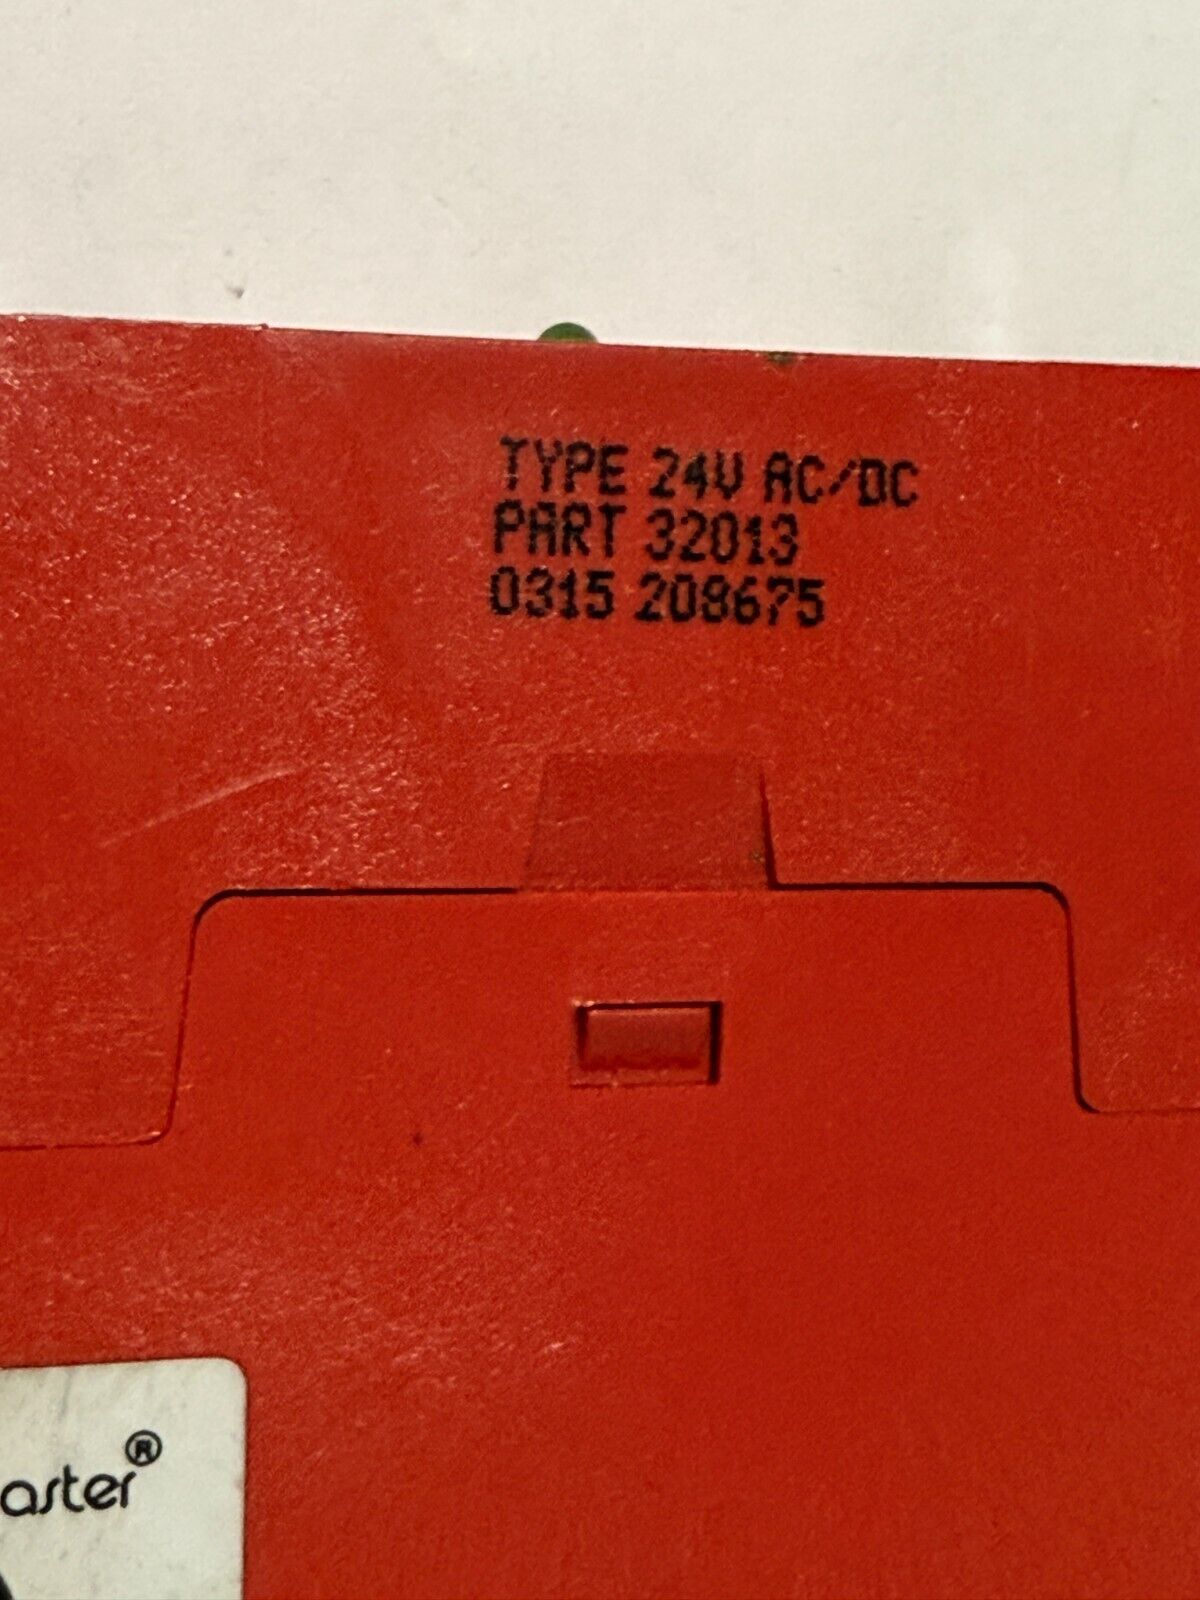 TYPE 24V AC/DC
PART 32013
0315 208675
aster®